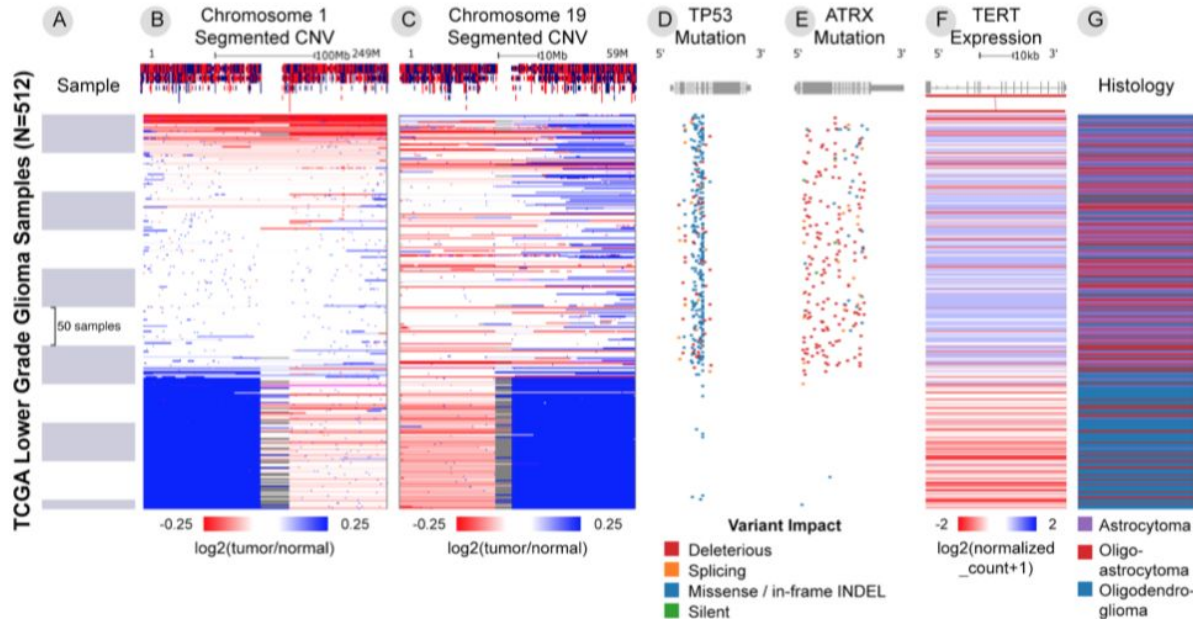 A
B
Chromosome 1
Segmented CNV
1
100Mb
249M
C
Chromosome 19
Segmented CNV
1
10Mb
59M
D
TP53
Mutation
5'
3'
E
ATRX
Mutation
5'
3'
F
TERT
Expression
5'
3'
10kb
G
Sample
Histology
TCGA Lower Grade Glioma Samples (N=512)
50 samples
-0.25
0.25
log2(tumor/normal)
-0.25
0.25
log2(tumor/normal)
Variant Impact
Deleterious
Splicing
Missense / in-frame INDEL
Silent
-2
2
log2(normalized
_count+1)
Astrocytoma
Oligo-
astrocytoma
Oligodendro-
glioma